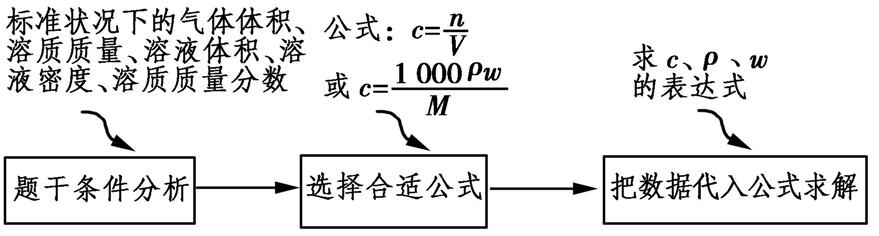 标准状况下的气体体积、
溶质质量、溶液体积、溶
液密度、溶质质量分数
公式：c=n/V
或 c=1 000ρw/M
求 c、ρ、w
的表达式
题干条件分析
选择合适公式
把数据代入公式求解